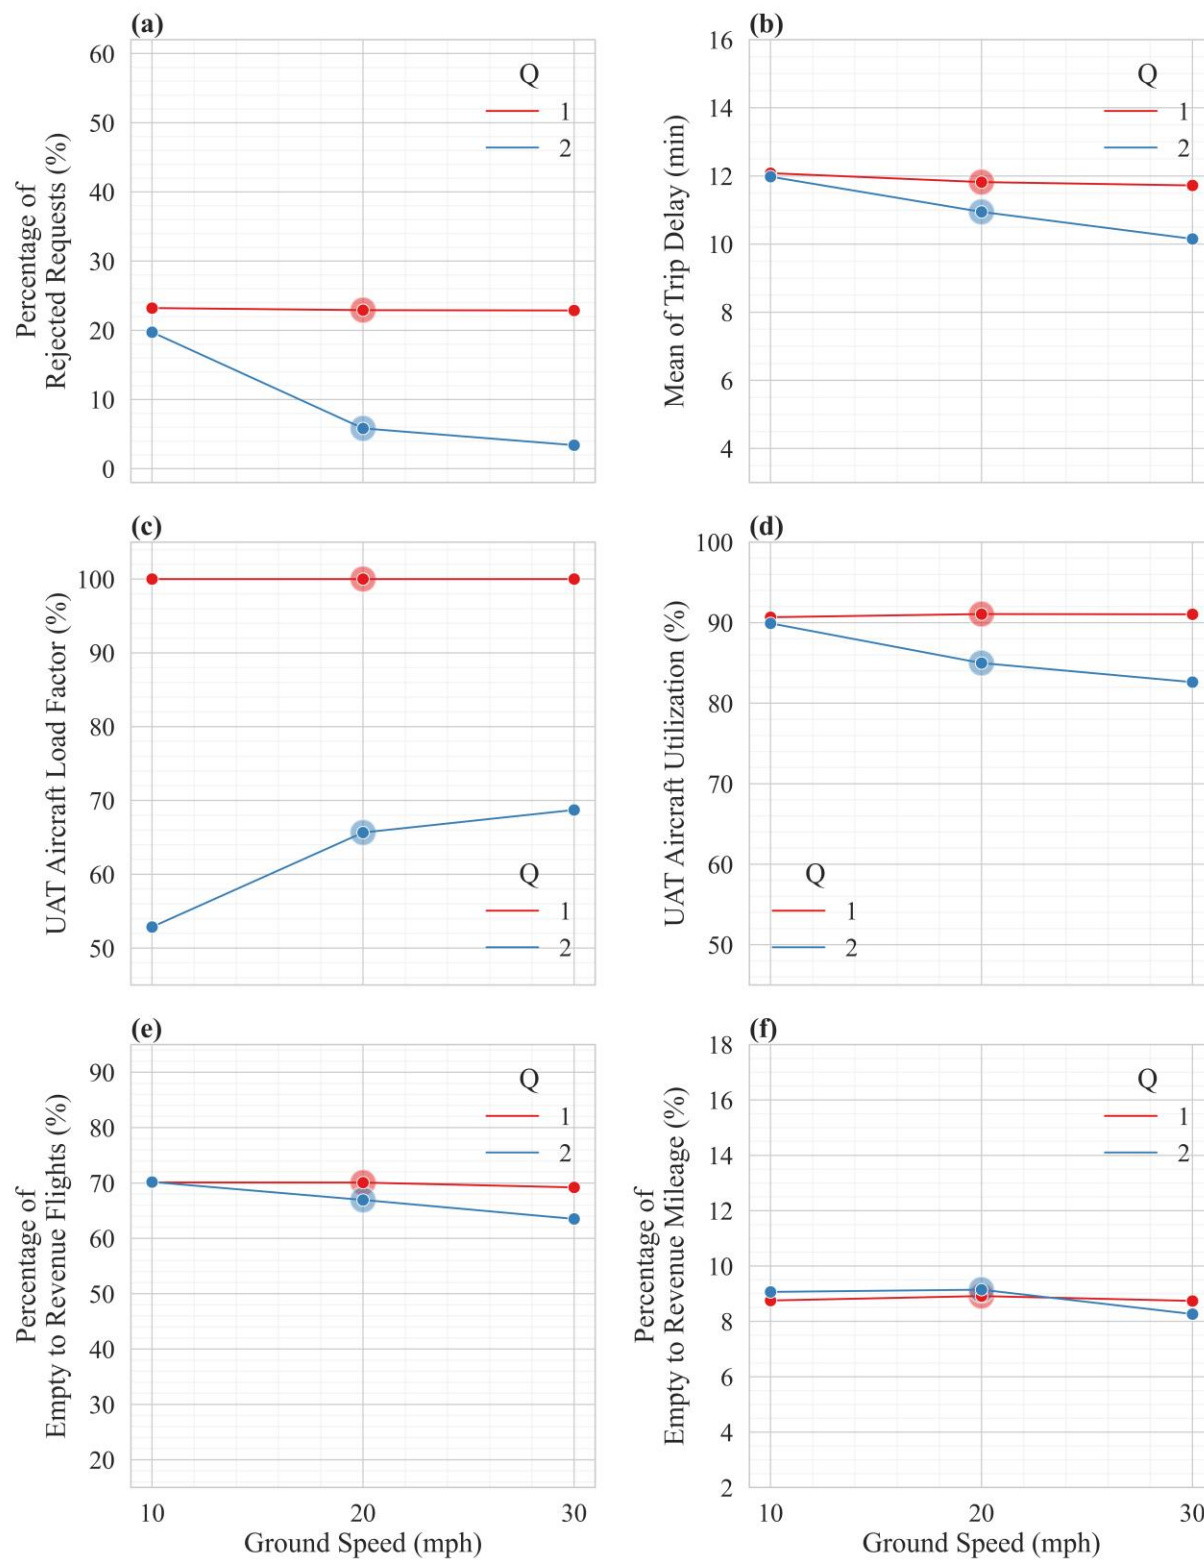 (a)
Percentage of
Rejected Requests (%)
60
50
40
30
20
10
0
Q
1
2
(b)
Mean of Trip Delay (min)
16
14
12
10
8
6
4
Q
1
2
(c)
UAT Aircraft Load Factor (%)
100
90
80
70
60
50
Q
1
2
(d)
UAT Aircraft Utilization (%)
100
90
80
70
60
50
Q
1
2
(e)
Percentage of
Empty to Revenue Flights (%)
90
80
70
60
50
40
30
20
Q
1
2
10 20 30
Ground Speed (mph)
(f)
Percentage of
Empty to Revenue Mileage (%)
18
16
14
12
10
8
6
4
2
Q
1
2
10 20 30
Ground Speed (mph)